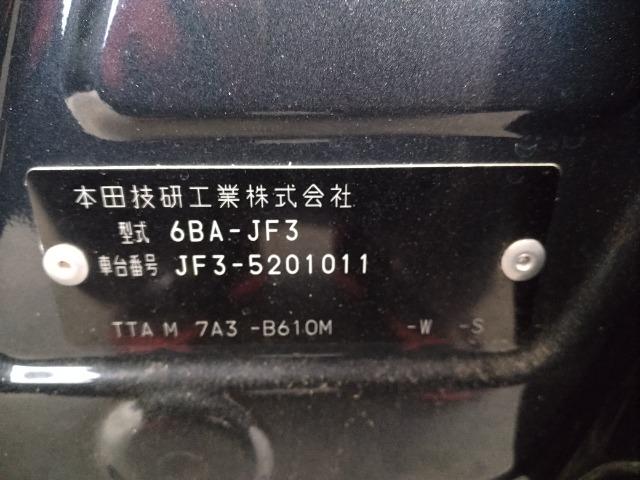 本田技研工業株式会社
型式 6BA-JF3
車台番号 JF3-5201011
TTA M 7A3 -B610M -W -S